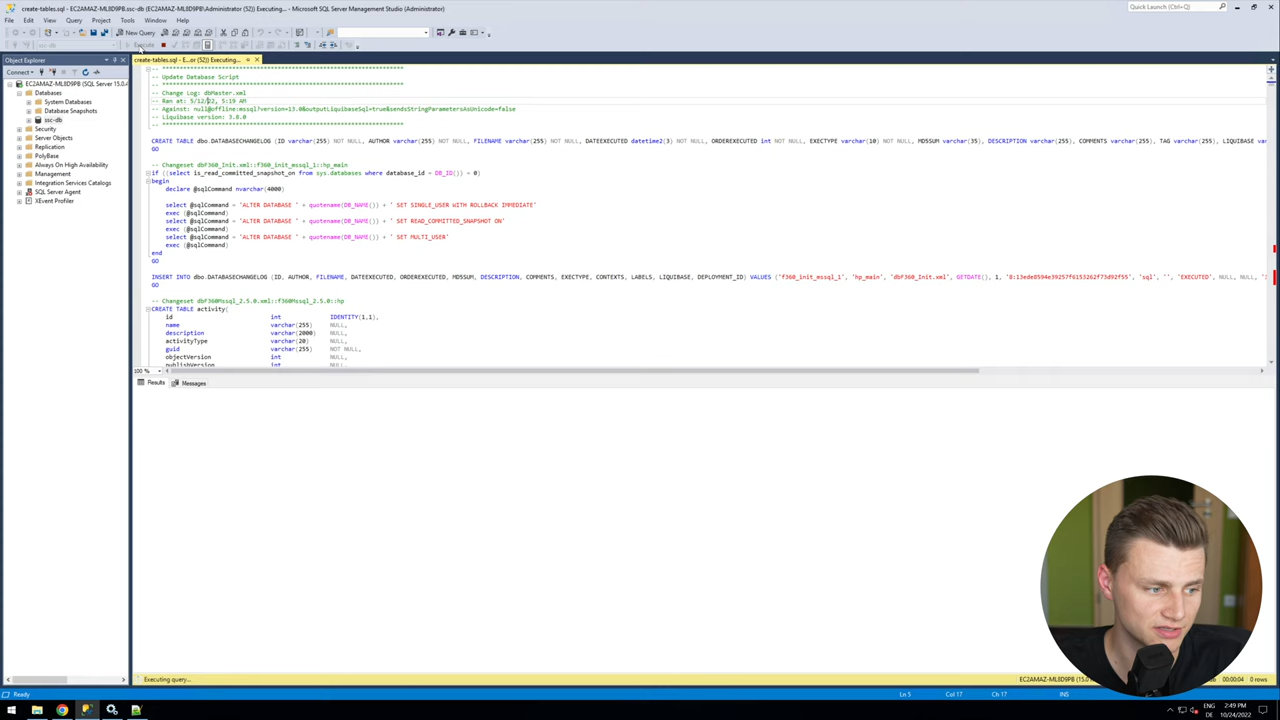 create-tables.sql - EC2AMAZ-ML8D9PB\ssc-db (EC2AMAZ-ML8D9PB\Administrator (52)) Executing... - Microsoft SQL Server Management Studio (Administrator)
Quick Launch (Ctrl+Q)
File Edit View Query Project Tools Window Help
New Query
ssc-db
Execute
Object Explorer
create-tables.sql - E...or (52)) Executing...
Connect
EC2AMAZ-ML8D9PB (SQL Server 15.0.4
Databases
System Databases
Database Snapshots
ssc-db
Security
Server Objects
Replication
PolyBase
Always On High Availability
Management
Integration Services Catalogs
SQL Server Agent
XEvent Profiler
-- *********************************************************************
-- Update Database Script
-- *********************************************************************
-- Change Log: dbMaster.xml
-- Ran at: 5/12/22, 5:19 AM
-- Against: null@offline:mssql?version=13.0&outputLiquibaseSql=true&sendsStringParametersAsUnicode=false
-- Liquibase version: 3.8.0
-- *********************************************************************
CREATE TABLE dbo.DATABASECHANGELOG (ID varchar(255) NOT NULL, AUTHOR varchar(255) NOT NULL, FILENAME varchar(255) NOT NULL, DATEEXECUTED datetime2(3) NOT NULL, ORDEREXECUTED int NOT NULL, EXECTYPE varchar(10) NOT NULL, MD5SUM varchar(35), DESCRIPTION varchar(255), COMMENTS varchar(255), TAG varchar(255), LIQUIBASE var
GO
-- Changeset dbF360_Init.xml::f360_init_mssql_1::hp_main
if ((select is_read_committed_snapshot_on from sys.databases where database_id = DB_ID()) = 0)
begin
declare @sqlCommand nvarchar(4000)
select @sqlCommand = 'ALTER DATABASE ' + quotename(DB_NAME()) + ' SET SINGLE_USER WITH ROLLBACK IMMEDIATE'
exec (@sqlCommand)
select @sqlCommand = 'ALTER DATABASE ' + quotename(DB_NAME()) + ' SET READ_COMMITTED_SNAPSHOT ON'
exec (@sqlCommand)
select @sqlCommand = 'ALTER DATABASE ' + quotename(DB_NAME()) + ' SET MULTI_USER'
exec (@sqlCommand)
end
GO
INSERT INTO dbo.DATABASECHANGELOG (ID, AUTHOR, FILENAME, DATEEXECUTED, ORDEREXECUTED, MD5SUM, DESCRIPTION, COMMENTS, EXECTYPE, CONTEXTS, LABELS, LIQUIBASE, DEPLOYMENT_ID) VALUES ('f360_init_mssql_1', 'hp_main', 'dbF360_Init.xml', GETDATE(), 1, '8:13ede8594e39257f6153262f73d92f55', 'sql', '', 'EXECUTED', NULL, NULL,
GO
-- Changeset dbF360Mssql_2.5.0.xml::f360Mssql_2.5.0::hp
CREATE TABLE activity(
id int IDENTITY(1,1),
name varchar(255) NULL,
description varchar(2000) NULL,
activityType varchar(20) NULL,
guid varchar(255) NOT NULL,
objectVersion int NULL,
publishVersion int NULL,
100 %
Results Messages
Executing query...
EC2AMAZ-ML8D9PB (15.0
00:00:04 0 rows
Ready
Ln 5 Col 17 Ch 17 INS
ENG
DE
2:49 PM
10/24/2022